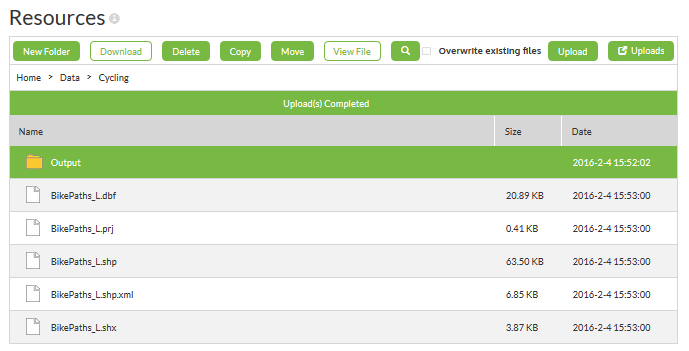 Resources
New Folder Download Delete Copy Move View File Overwrite existing files Upload Uploads
Home > Data > Cycling
Upload(s) Completed
Name Size Date
Output 2016-2-4 15:52:02
BikePaths_L.dbf 20.89 KB 2016-2-4 15:53:00
BikePaths_L.prj 0.41 KB 2016-2-4 15:53:00
BikePaths_L.shp 63.50 KB 2016-2-4 15:53:00
BikePaths_L.shp.xml 6.85 KB 2016-2-4 15:53:00
BikePaths_L.shx 3.87 KB 2016-2-4 15:53:00